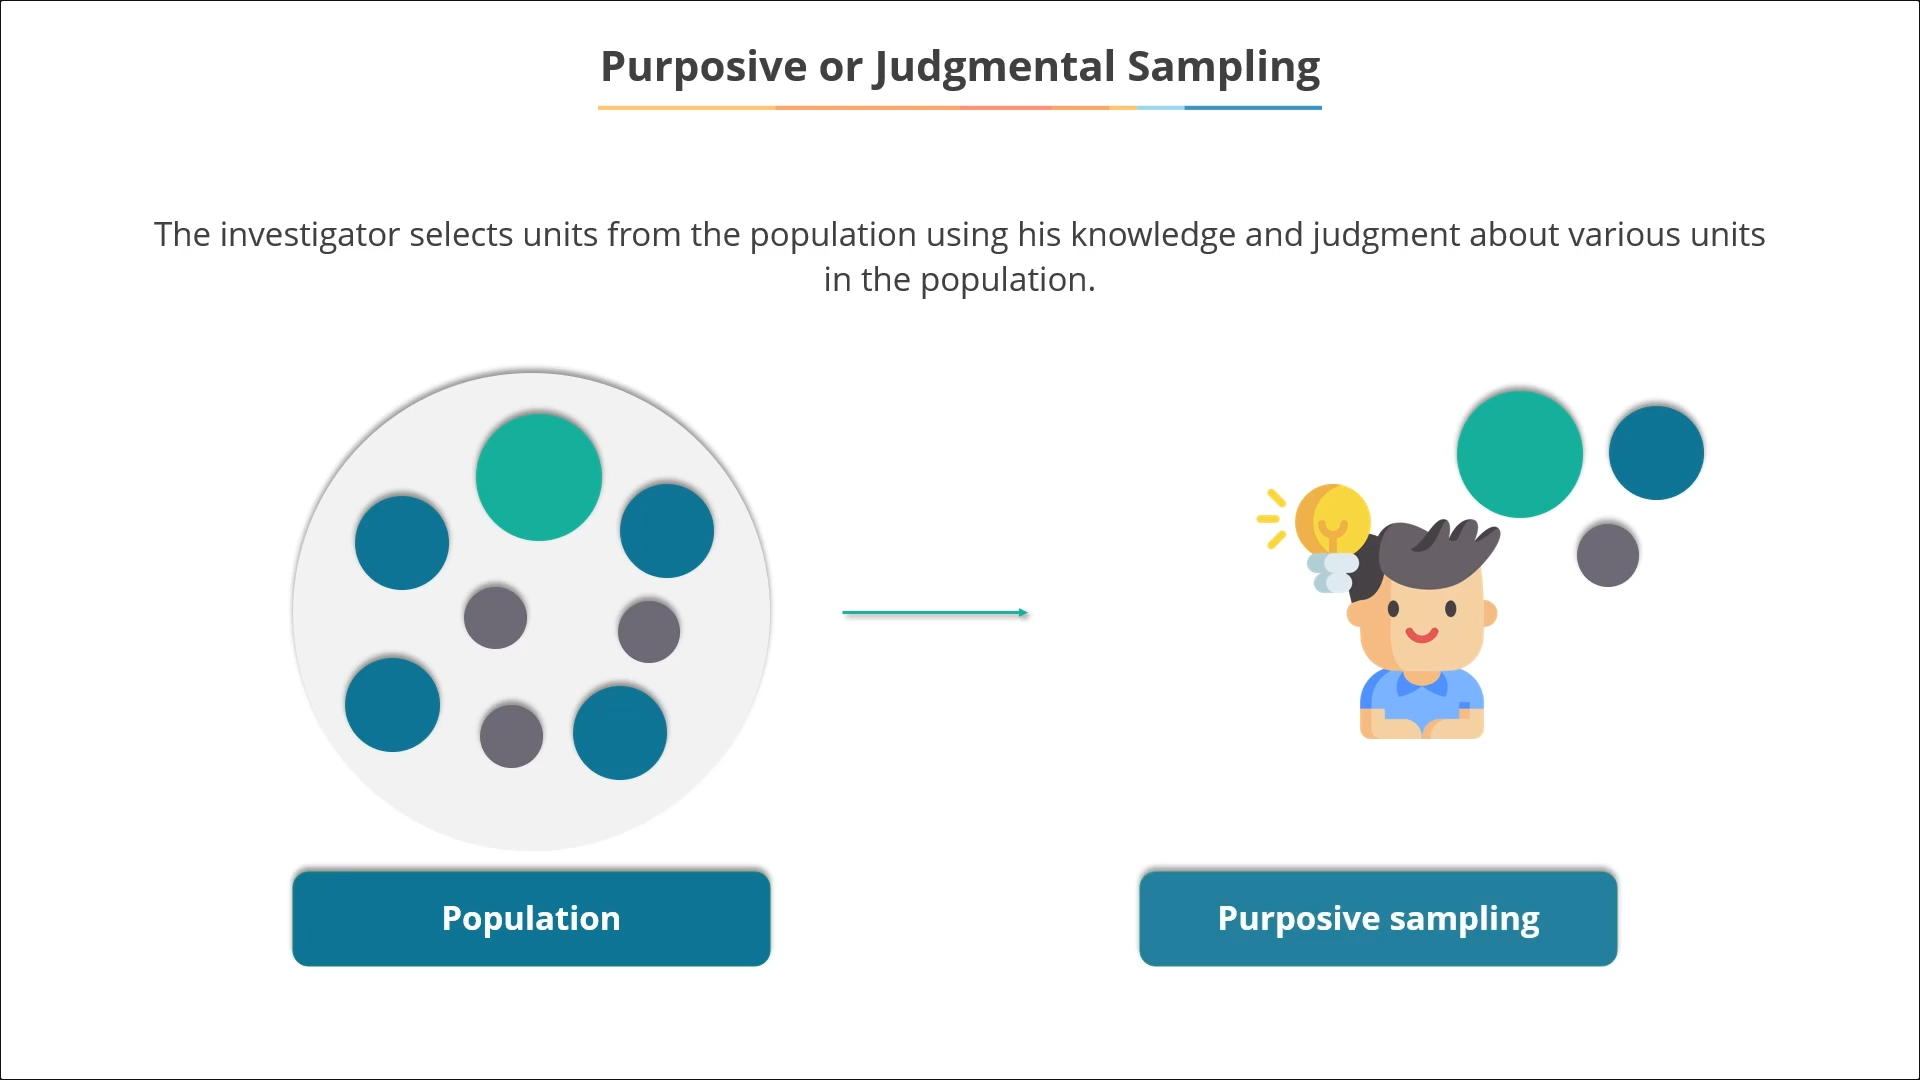 Purposive or Judgmental Sampling
The investigator selects units from the population using his knowledge and judgment about various units
in the population.
Population
Purposive sampling